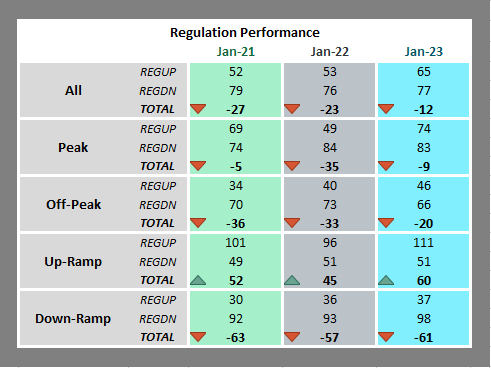 Regulation Performance
Jan-21 Jan-22 Jan-23
All REGUP 52 53 65
REGDN 79 76 77
TOTAL -27 -23 -12
Peak REGUP 69 49 74
REGDN 74 84 83
TOTAL -5 -35 -9
Off-Peak REGUP 34 40 46
REGDN 70 73 66
TOTAL -36 -33 -20
Up-Ramp REGUP 101 96 111
REGDN 49 51 51
TOTAL 52 45 60
Down-Ramp REGUP 30 36 37
REGDN 92 93 98
TOTAL -63 -57 -61